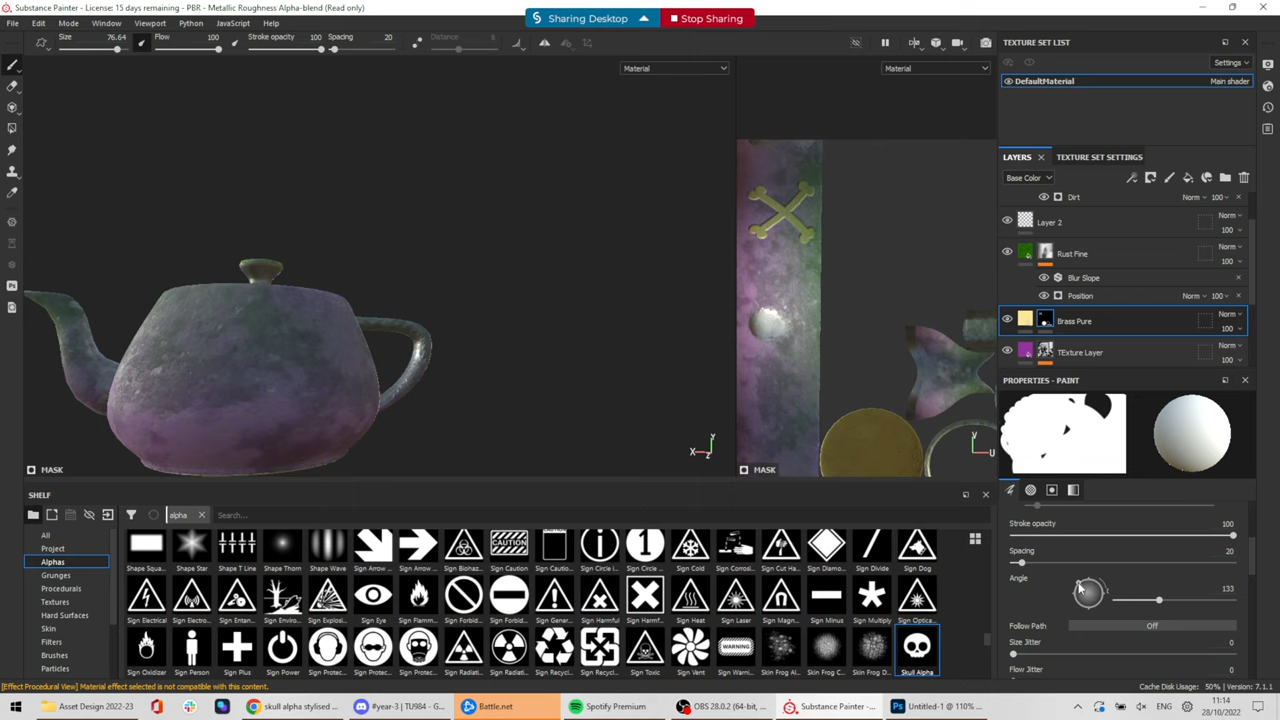 Substance Painter - License: 15 days remaining - PBR - Metallic Roughness Alpha-blend (Read only)
Sharing Desktop
Stop Sharing
File Edit Mode Window Viewport Python JavaScript Help
Size 76.64 Flow 100 Stroke opacity 100 Spacing 20 Distance 8
Material
Material
TEXTURE SET LIST
Settings
DefaultMaterial Main shader
LAYERS TEXTURE SET SETTINGS
Base Color
Dirt Norm 100
Layer 2 Norm
100
Rust Fine Norm
100
Blur Slope
Position Norm 100
Brass Pure Norm
100
TExture Layer Norm
100
PROPERTIES - PAINT
Stroke opacity 100
Spacing 20
Angle 133
Follow Path Off
Size Jitter 0
Flow Jitter 0
Y
X Z
V
U
MASK
MASK
SHELF
alpha Search...
All
Project
Alphas
Grunges
Procedurals
Textures
Hard Surfaces
Skin
Filters
Brushes
Particles
CAUTION
Shape Squa... Shape Star Shape T Line Shape Thorn Shape Wave Sign Arrow ... Sign Arrow ... Sign Biohaz... Sign Caution Sign Cautio... Sign Circle i... Sign Circle ... Sign Cold Sign Corrosi... Sign Cut Ha... Sign Diamo... Sign Divide Sign Dog
Sign Electrical Sign Electro... Sign Entan... Sign Enviro... Sign Eye Sign Flamm... Sign Forbid... Sign Forbid... Sign Genera... Sign Harmf... Sign Harmf... Sign Heat Sign Laser Sign Magn... Sign Minus Sign Multiply Sign Optica...
WARNING
Sign Oxidizer Sign Person Sign Plus Sign Power Sign Protec... Sign Protec... Sign Protec... Sign Radiati... Sign Radiati... Sign Recycl... Sign Recycl... Sign Toxic Sign Vent Sign Warni... Skin Frog Al... Skin Frog D... Skin Frog D... Skull Alpha
[Effect Procedural View] Material effect selected is not compatible with this content.
Cache Disk Usage: 50% | Version: 7.1.1
Asset Design 2022-23
skull alpha stylised ...
#year-3 | TU984 - G...
Battle.net
Spotify Premium
OBS 28.0.2 (64-bit, ...
Substance Painter -...
Untitled-1 @ 110% ...
ENG
11:14
28/10/2022